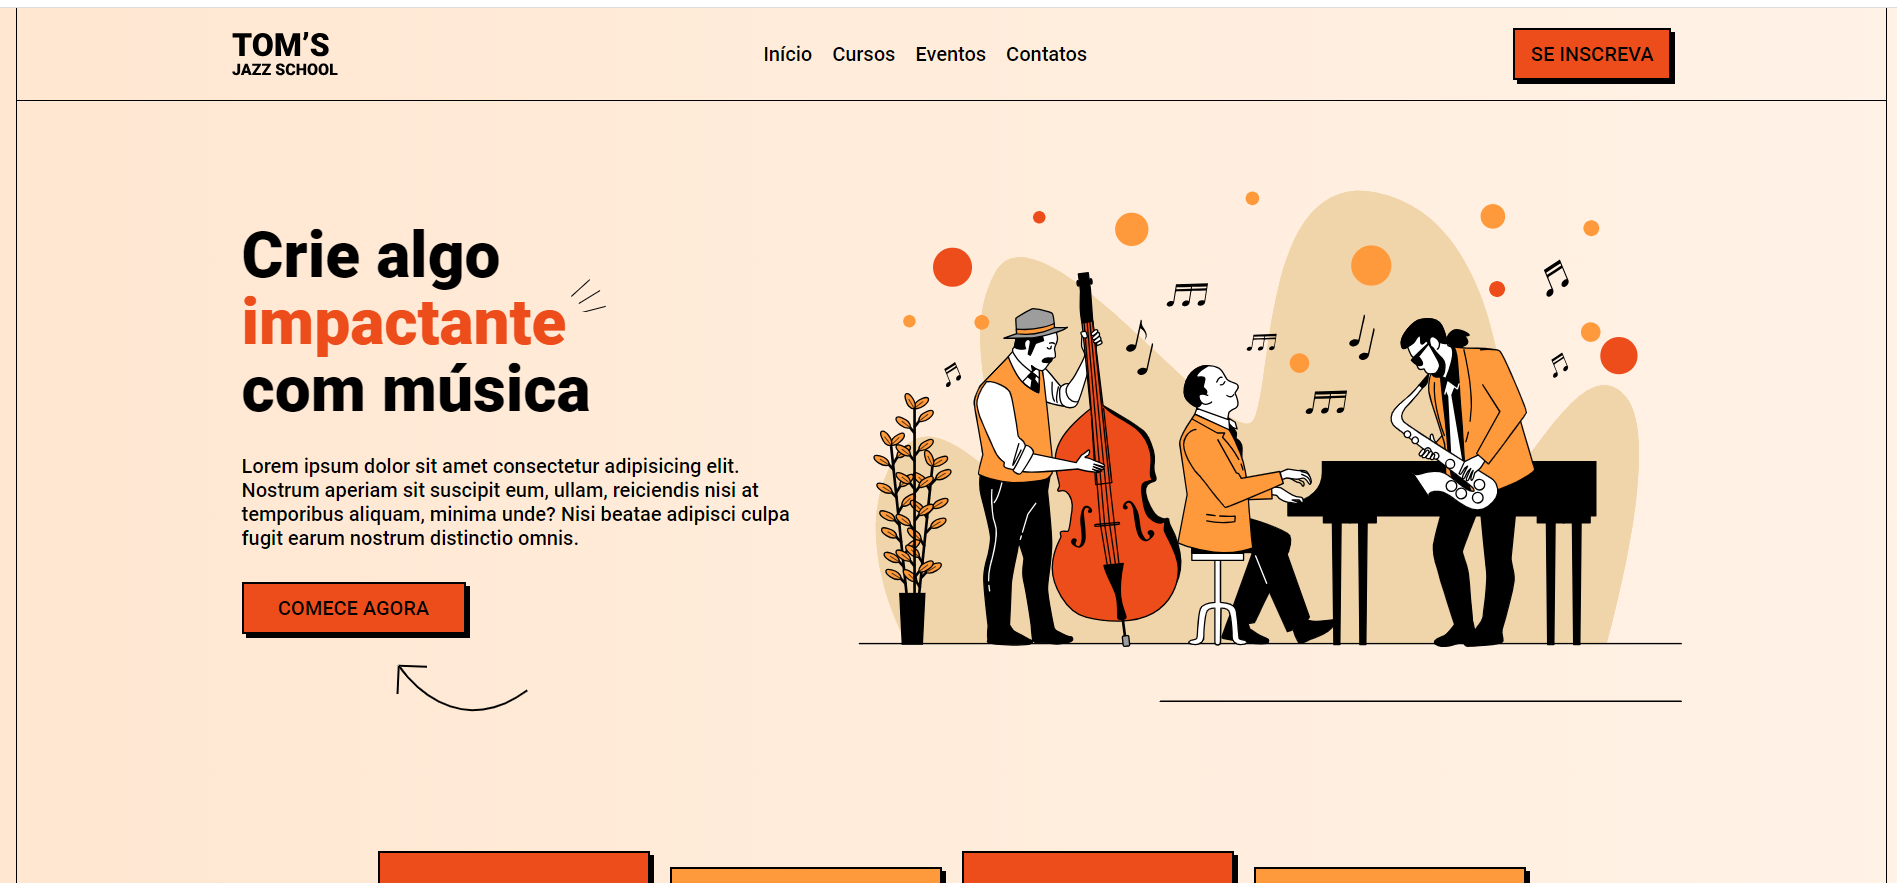 TOM'S
JAZZ SCHOOL
Início Cursos Eventos Contatos
SE INSCREVA
Crie algo
impactante
com música
Lorem ipsum dolor sit amet consectetur adipisicing elit.
Nostrum aperiam sit suscipit eum, ullam, reiciendis nisi at
temporibus aliquam, minima unde? Nisi beatae adipisci culpa
fugit earum nostrum distinctio omnis.
COMECE AGORA